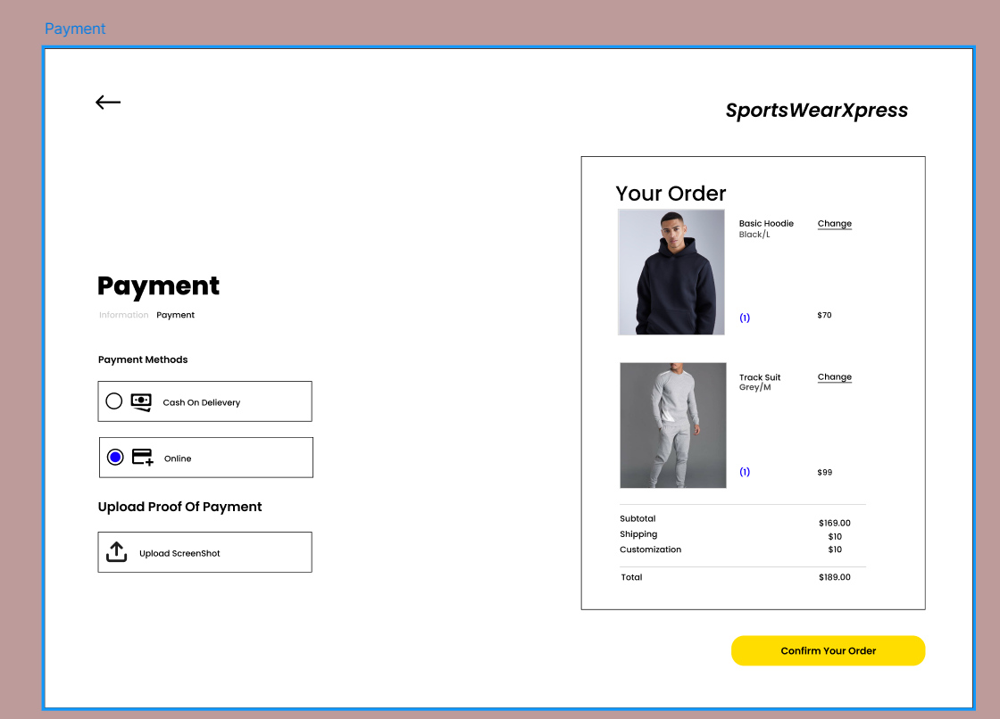 Payment
SportsWearXpress
Payment
Information Payment
Payment Methods
Cash On Delievery
Online
Upload Proof Of Payment
Upload ScreenShot
Your Order
Basic Hoodie Change
Black/L
(1) $70
Track Suit Change
Grey/M
(1) $99
Subtotal $169.00
Shipping $10
Customization $10
Total $189.00
Confirm Your Order